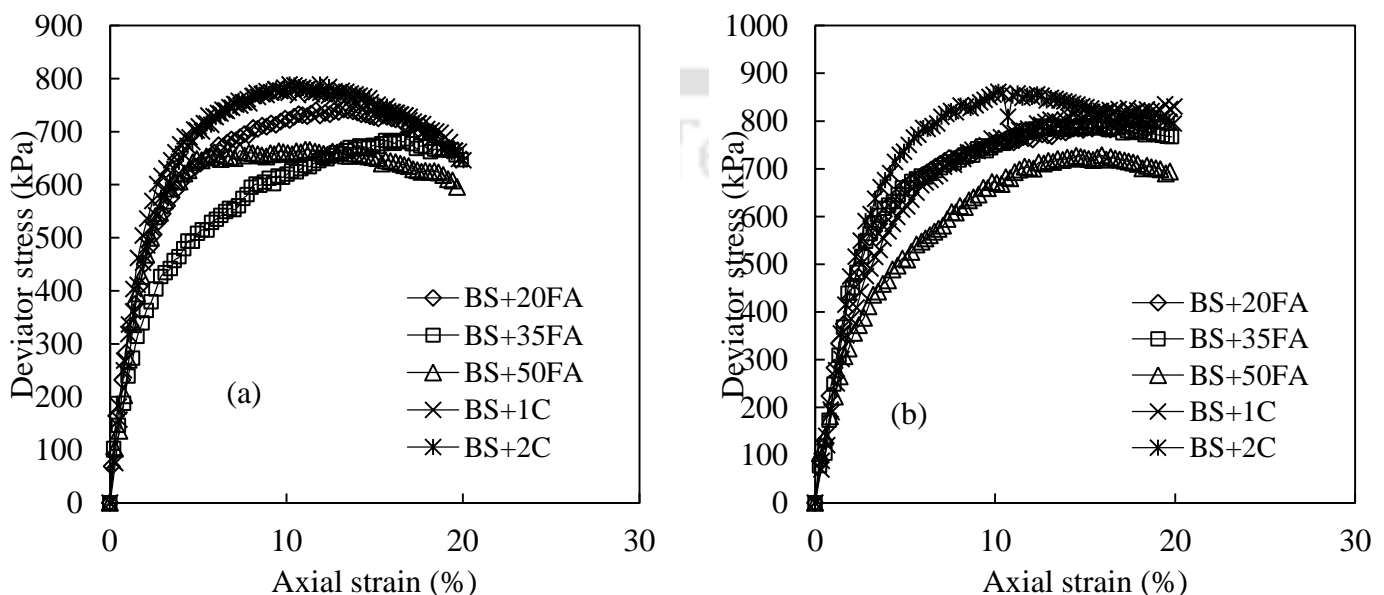 Deviator stress (kPa)
900
800
700
600
500
400
300
200
100
0
0 10 20 30
Axial strain (%)
BS+20FA
BS+35FA
BS+50FA
BS+1C
BS+2C
(a)
Deviator stress (kPa)
1000
900
800
700
600
500
400
300
200
100
0
0 10 20 30
Axial strain (%)
BS+20FA
BS+35FA
BS+50FA
BS+1C
BS+2C
(b)